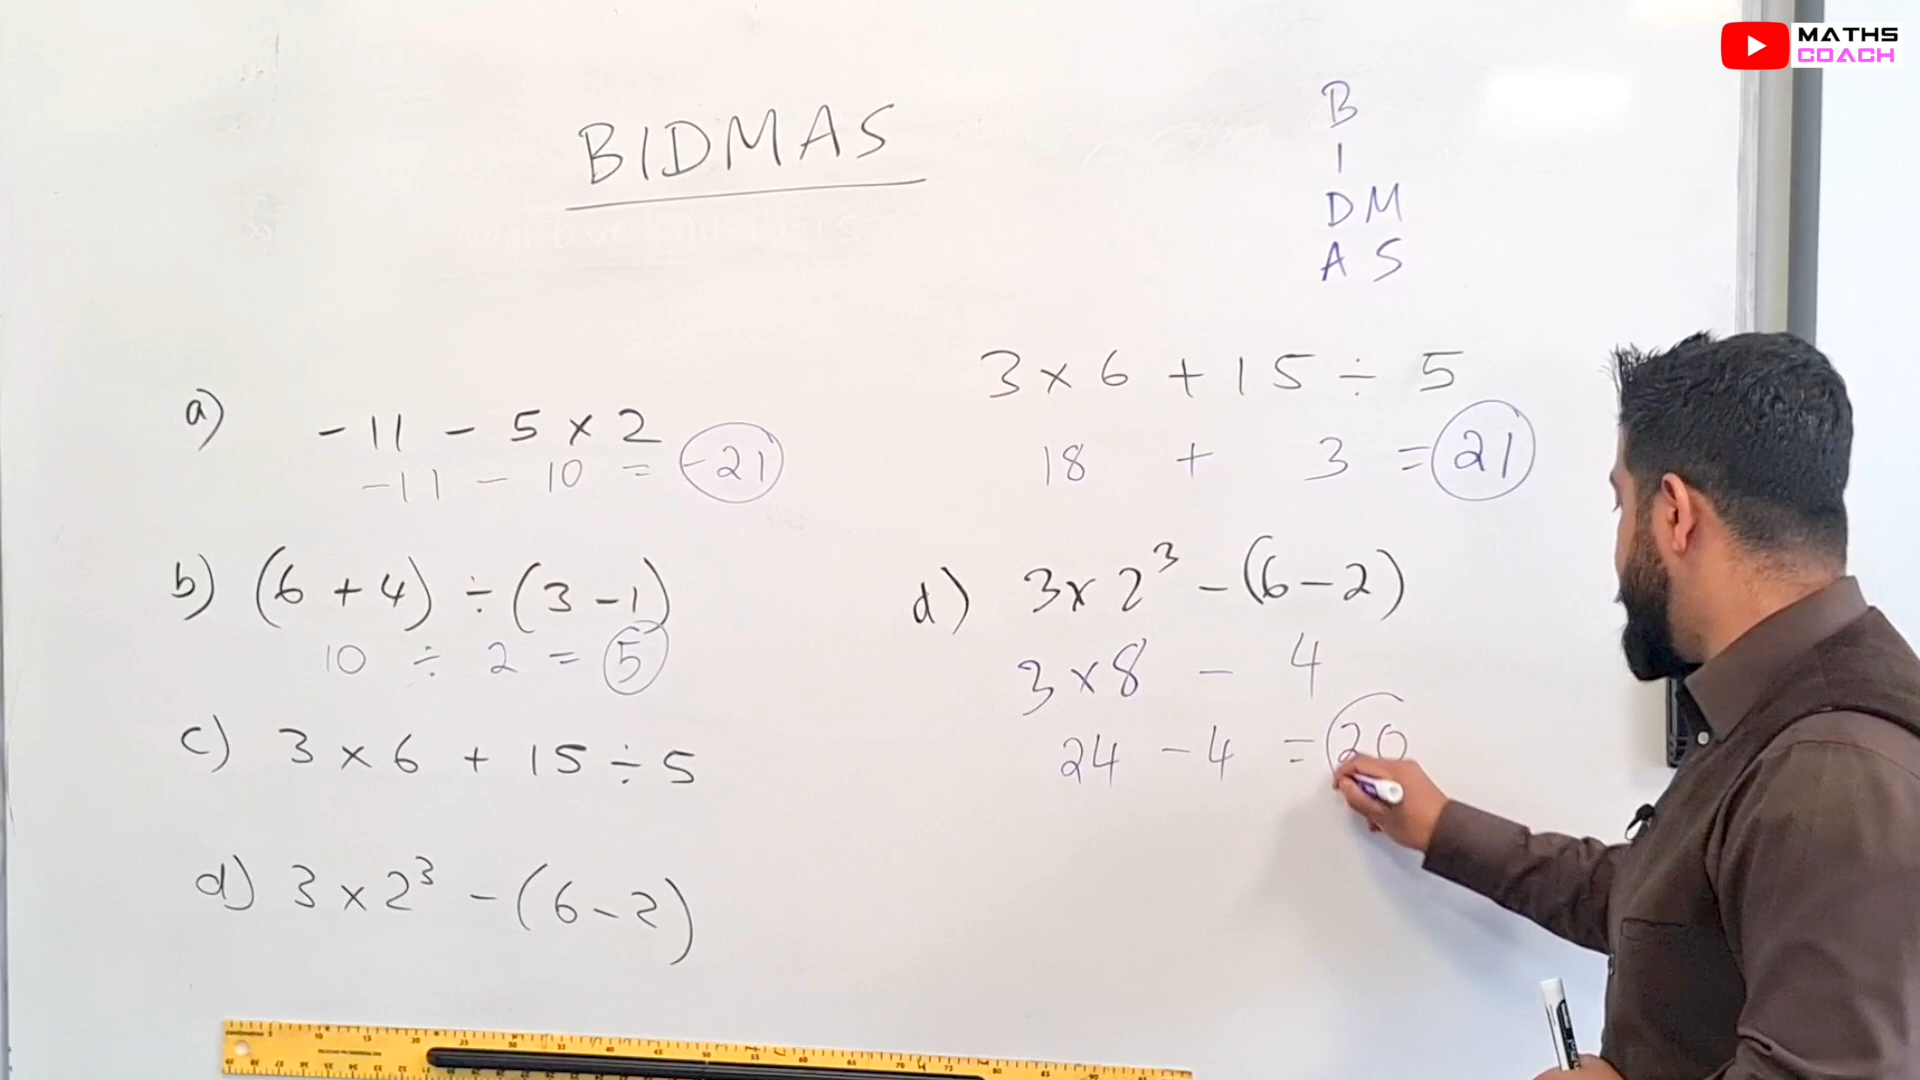 MATHS
COACH
BIDMAS
B
I
DM
AS
a) -11 - 5 × 2
-11 - 10 = -21
b) (6 + 4) ÷ (3 - 1)
10 ÷ 2 = 5
c) 3 × 6 + 15 ÷ 5
d) 3 × 2³ - (6 - 2)
3 × 6 + 15 ÷ 5
18 + 3 = 21
d) 3 × 2³ - (6 - 2)
3 × 8 - 4
24 - 4 = 20